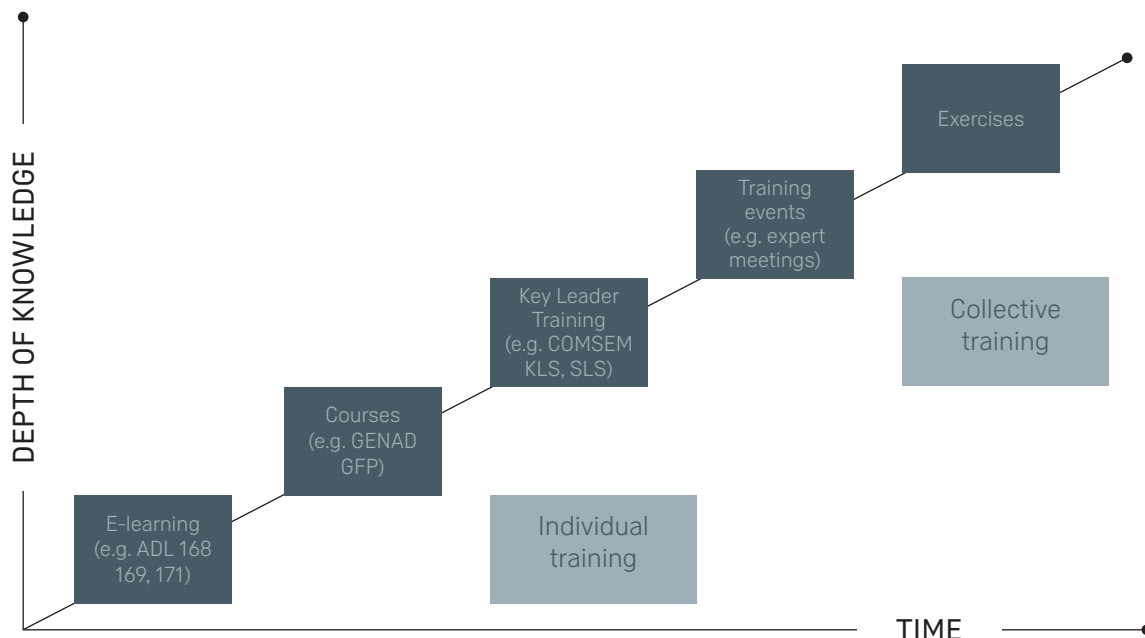 DEPTH OF KNOWLEDGE
Exercises
Training
events
(e.g. expert
meetings)
Key Leader
Training
(e.g. COMSEM
KLS, SLS)
Collective
training
Courses
(e.g. GENAD
GFP)
E-learning
(e.g. ADL 168
169, 171)
Individual
training
TIME